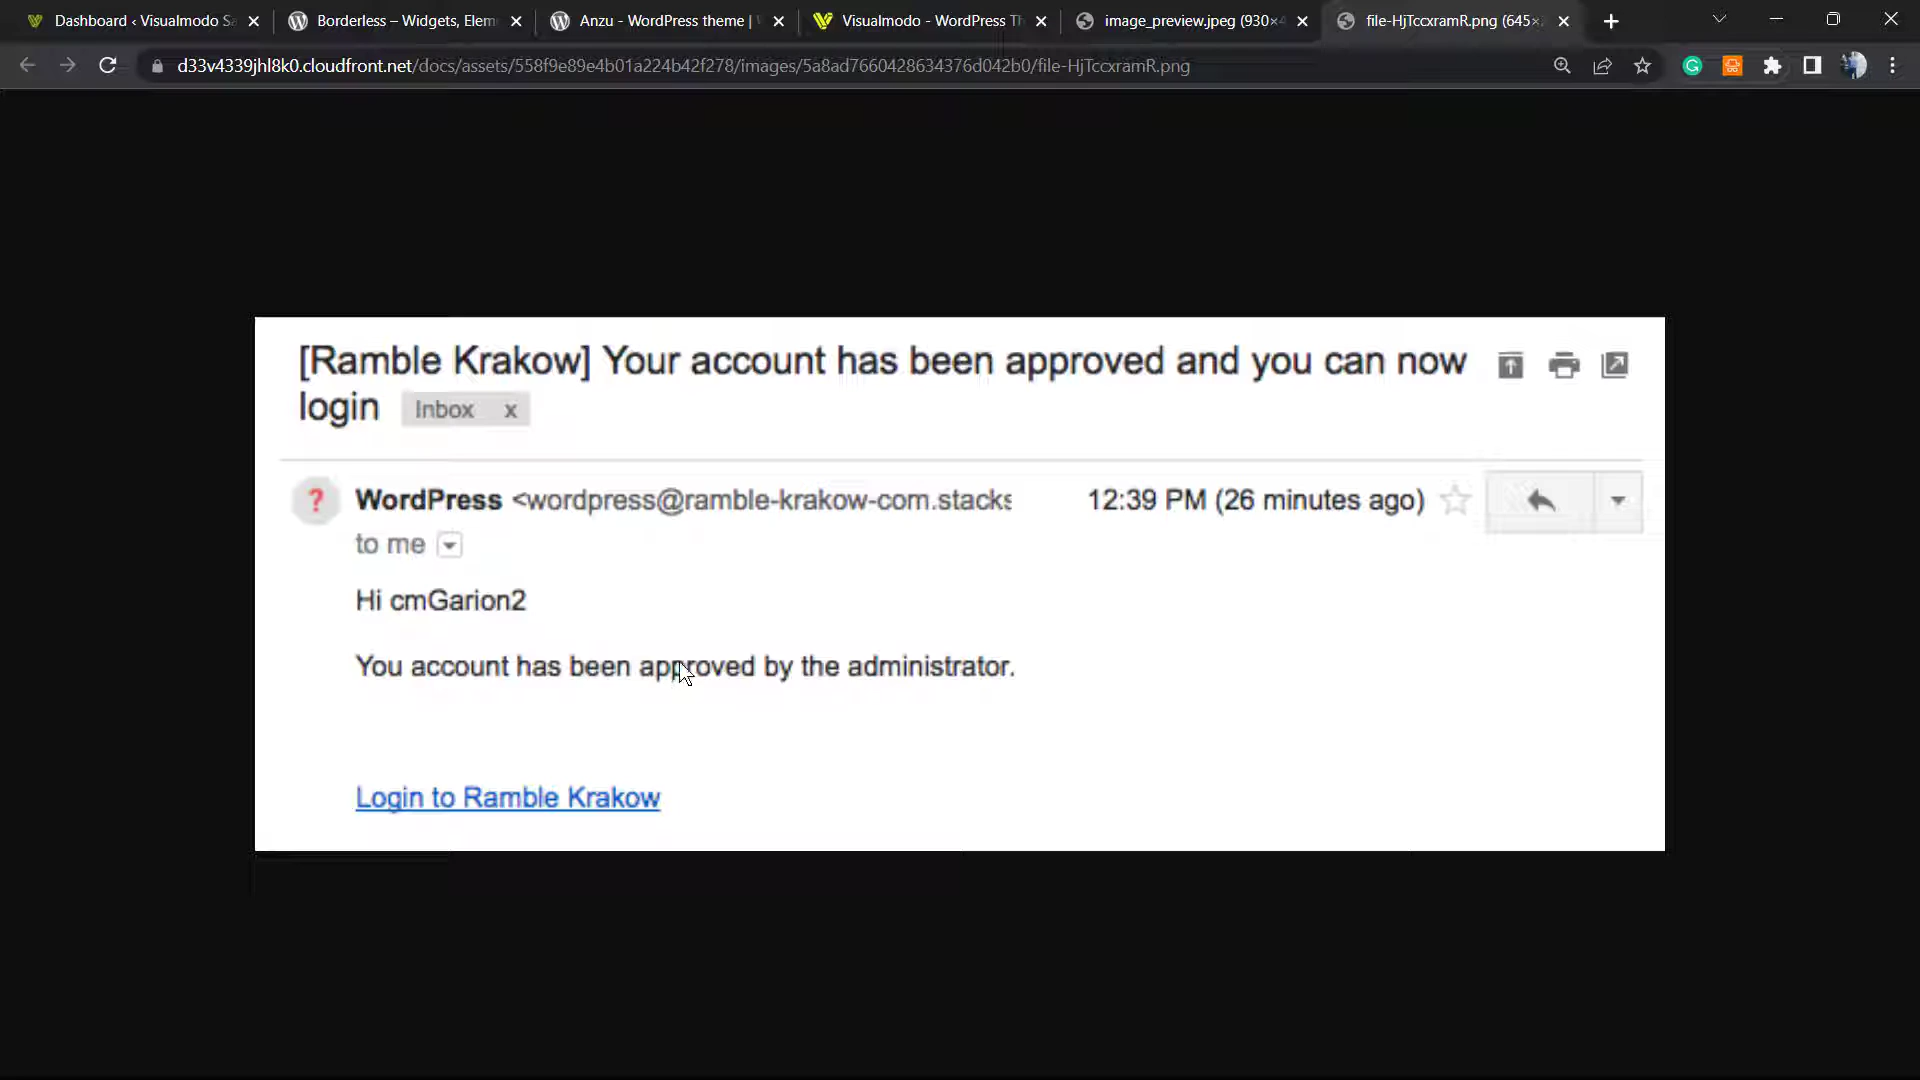 Dashboard ‹ Visualmodo
Borderless – Widgets, Elem
Anzu - WordPress theme |
Visualmodo - WordPress Th
image_preview.jpeg (930×
file-HjTccxramR.png (645×
d33v4339jhl8k0.cloudfront.net/docs/assets/558f9e89e4b01a224b42f278/images/5a8ad7660428634376d042b0/file-HjTccxramR.png
[Ramble Krakow] Your account has been approved and you can now
login Inbox x
WordPress <wordpress@ramble-krakow-com.stacks 12:39 PM (26 minutes ago)
to me
Hi cmGarion2
You account has been approved by the administrator.
Login to Ramble Krakow